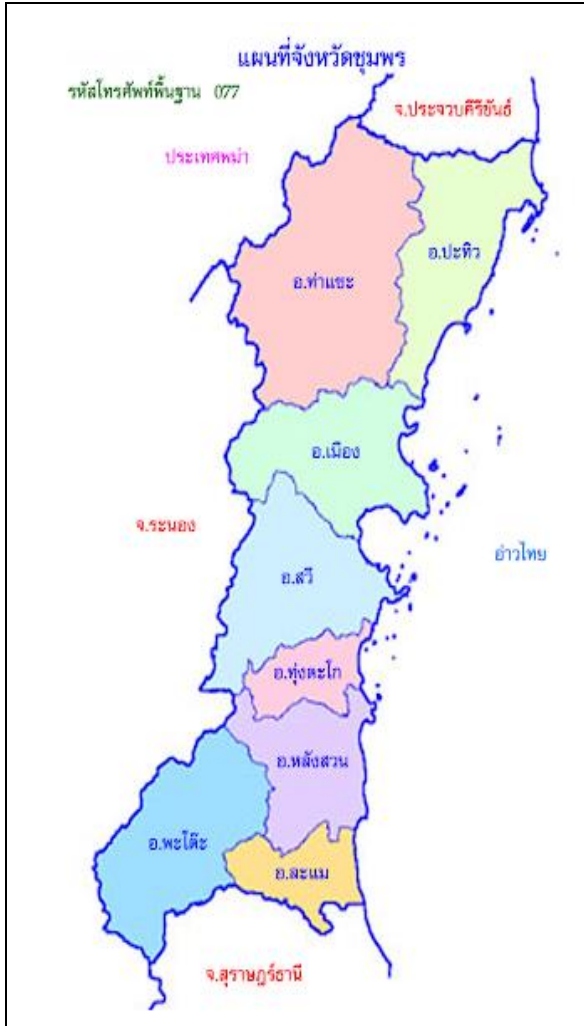 แผนที่จังหวัดชุมพร
รหัสโทรศัพท์พื้นฐาน 077
จ.ประจวบคีรีขันธ์
ประเทศพม่า
อ.ปะทิว
อ.ท่าแซะ
อ.เมือง
จ.ระนอง
อ่าวไทย
อ.สวี
อ.ทุ่งตะโก
อ.หลังสวน
อ.พะโต๊ะ
อ.ละแม
จ.สุราษฎร์ธานี